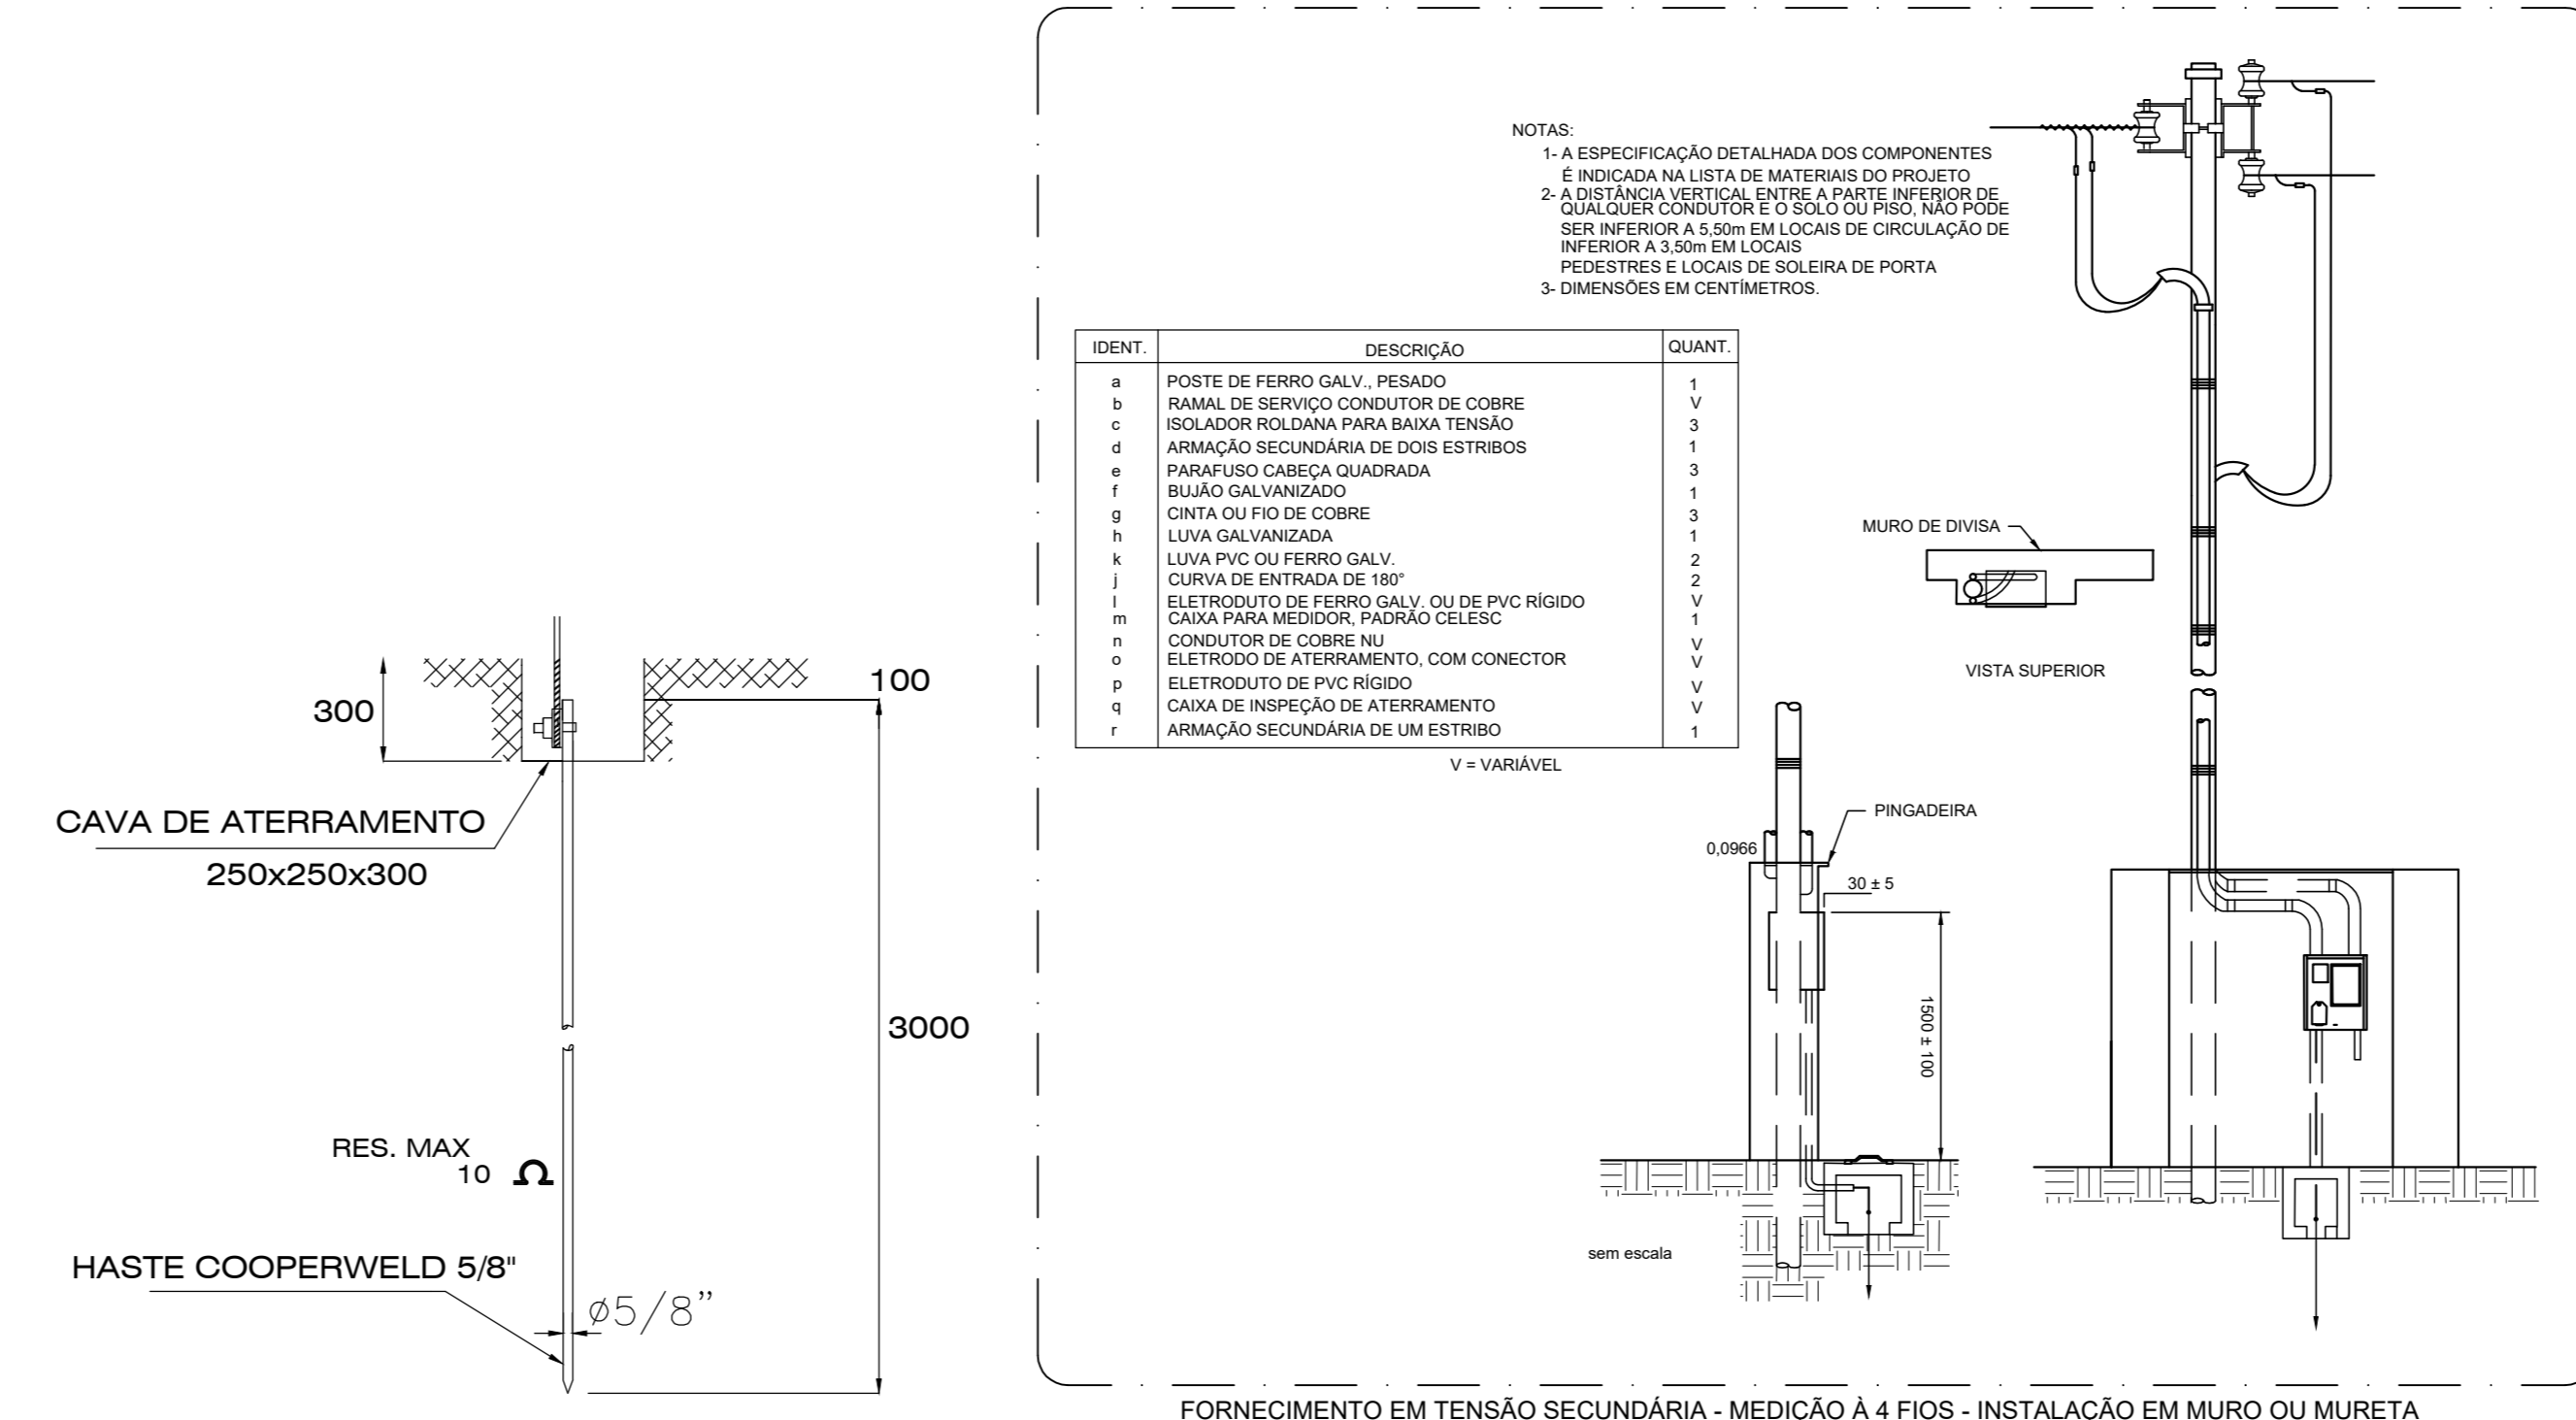 300
100
CAVA DE ATERRAMENTO
250x250x300
3000
RES. MAX
10 Ω
HASTE COOPERWELD 5/8"
ø5/8”
NOTAS:
1- A ESPECIFICAÇÃO DETALHADA DOS COMPONENTES
É INDICADA NA LISTA DE MATERIAIS DO PROJETO
2- A DISTÂNCIA VERTICAL ENTRE A PARTE INFERIOR DE
QUALQUER CONDUTOR E O SOLO OU PISO, NÃO PODE
SER INFERIOR A 5,50m EM LOCAIS DE CIRCULAÇÃO DE
INFERIOR A 3,50m EM LOCAIS
PEDESTRES E LOCAIS DE SOLEIRA DE PORTA
3- DIMENSÕES EM CENTÍMETROS.
IDENT. DESCRIÇÃO QUANT.
a POSTE DE FERRO GALV., PESADO 1
b RAMAL DE SERVIÇO CONDUTOR DE COBRE V
c ISOLADOR ROLDANA PARA BAIXA TENSÃO 3
d ARMAÇÃO SECUNDÁRIA DE DOIS ESTRIBOS 1
e PARAFUSO CABEÇA QUADRADA 3
f BUJÃO GALVANIZADO 1
g CINTA OU FIO DE COBRE 3
h LUVA GALVANIZADA 1
k LUVA PVC OU FERRO GALV. 2
j CURVA DE ENTRADA DE 180° 2
l ELETRODUTO DE FERRO GALV. OU DE PVC RÍGIDO V
m CAIXA PARA MEDIDOR, PADRÃO CELESC 1
n CONDUTOR DE COBRE NU V
o ELETRODO DE ATERRAMENTO, COM CONECTOR V
p ELETRODUTO DE PVC RÍGIDO V
q CAIXA DE INSPEÇÃO DE ATERRAMENTO V
r ARMAÇÃO SECUNDÁRIA DE UM ESTRIBO 1
V = VARIÁVEL
MURO DE DIVISA
VISTA SUPERIOR
PINGADEIRA
0,0966
30 ± 5
1500 ± 100
sem escala
FORNECIMENTO EM TENSÃO SECUNDÁRIA - MEDIÇÃO À 4 FIOS - INSTALAÇÃO EM MURO OU MURETA